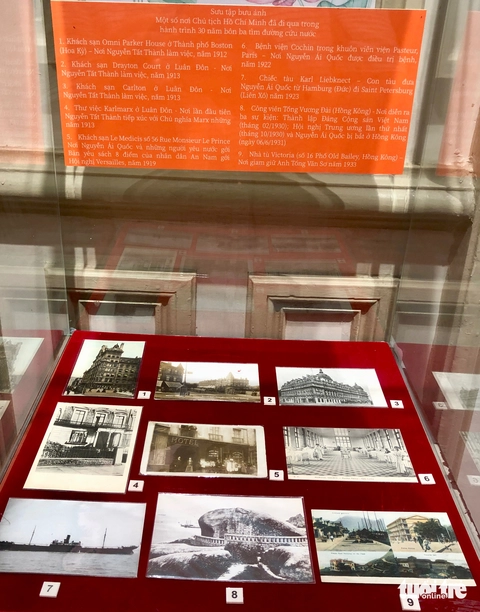 Sưu tập bưu ảnh
Một số nơi Chủ tịch Hồ Chí Minh đã đi qua trong
hành trình 30 năm bôn ba tìm đường cứu nước
1. Khách sạn Omni Parker House ở Thành phố Boston
(Hoa Kỳ) – Nơi Nguyễn Tất Thành làm việc, năm 1912
2. Khách sạn Drayton Court ở Luân Đôn - Nơi
Nguyễn Tất Thành làm việc, năm 1913
3. Khách sạn Carlton ở Luân Đôn - Nơi
Nguyễn Tất Thành làm việc, năm 1913
4. Thư viện Karlmarx ở Luân Đôn - Nơi lần đầu tiên
Nguyễn Tất Thành tiếp xúc với Chủ nghĩa Marx những
năm 1913
5. Khách sạn Le Medicis số 56 Rue Monsieur Le Prince
Nơi Nguyễn Ái Quốc và những người yêu nước gửi
Bản yêu sách 8 điểm của nhân dân An Nam gửi
Hội nghị Versailles, năm 1919
6. Bệnh viện Cochin trong khuôn viên viện Pasteur,
Paris – Nơi Nguyễn Ái Quốc được điều trị bệnh,
năm 1922
7. Chiếc tàu Karl Liebknect – Con tàu đưa
Nguyễn Ái Quốc từ Hamburg (Đức) đi Saint Petersburg
(Liên Xô) năm 1923
8. Công viên Tống Vương Đài (Hồng Kông) - Nơi diễn ra
ba sự kiện: Thành lập Đảng Cộng sản Việt Nam
(tháng 02/1930), Hội nghị Trung ương lần thứ nhất
(tháng 10/1930) và Nguyễn Ái Quốc bị bắt ở Hồng Kông
(ngày 06/6/1931)
9. Nhà tù Victoria (số 16 Phố Old Bailey, Hồng Kông) –
Nơi giam giữ Anh Tống Văn Sơ năm 1931
1
2
3
HOTEL
4
5
6
7
8
9
tuổi trẻ
online